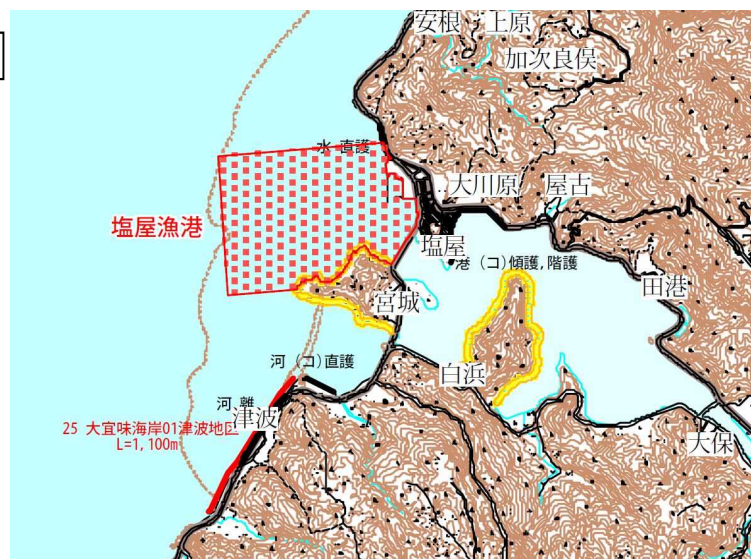 安根
上原
加次良俣
水 直護
大川原
屋古
塩屋漁港
塩屋
港 (コ)傾護,階護
田港
宮城
河 (コ)直護
白浜
河 離
津波
25 大宜味海岸01津波地区
L=1,100m
大保